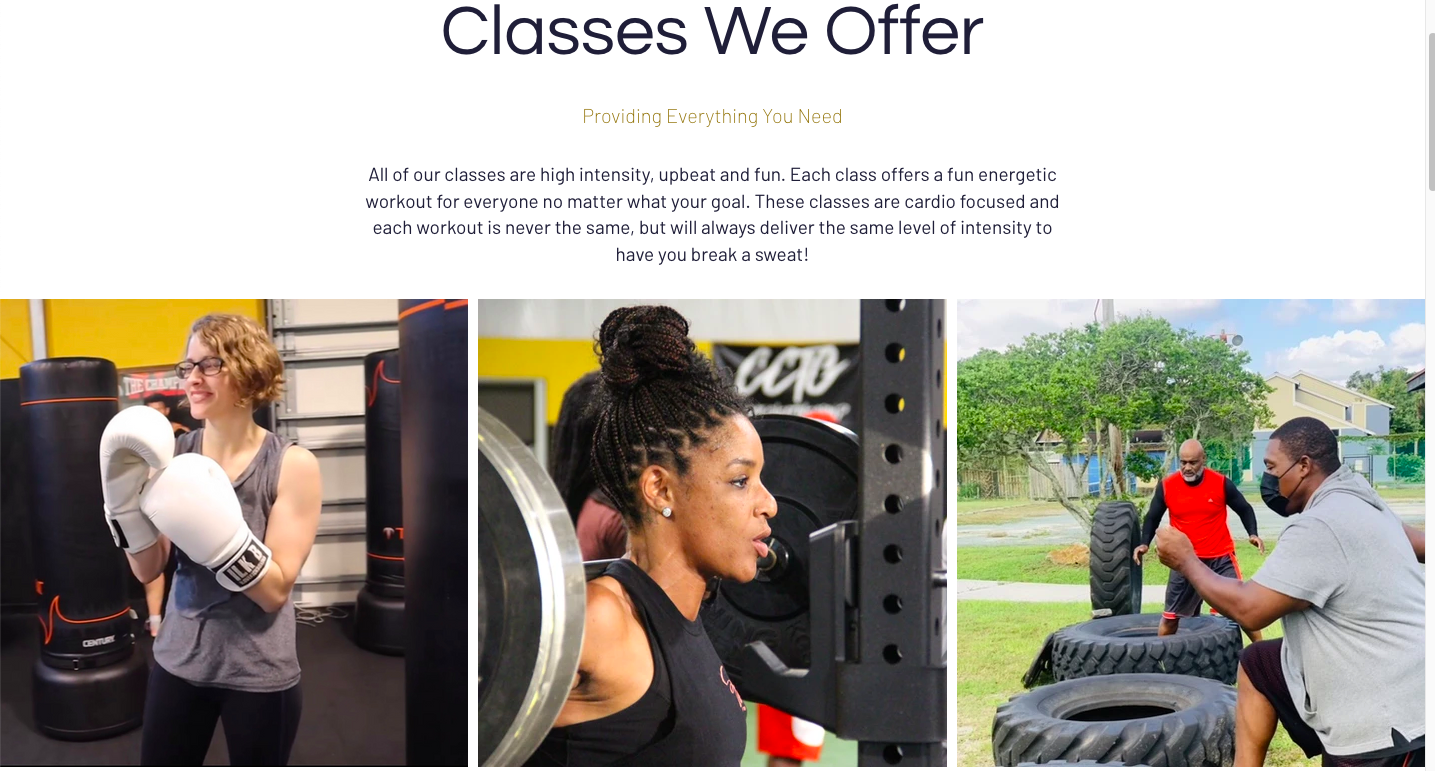 Classes We Offer
Providing Everything You Need
All of our classes are high intensity, upbeat and fun. Each class offers a fun energetic
workout for everyone no matter what your goal. These classes are cardio focused and
each workout is never the same, but will always deliver the same level of intensity to
have you break a sweat!
THE CHAMP
CENTURY
CCTO